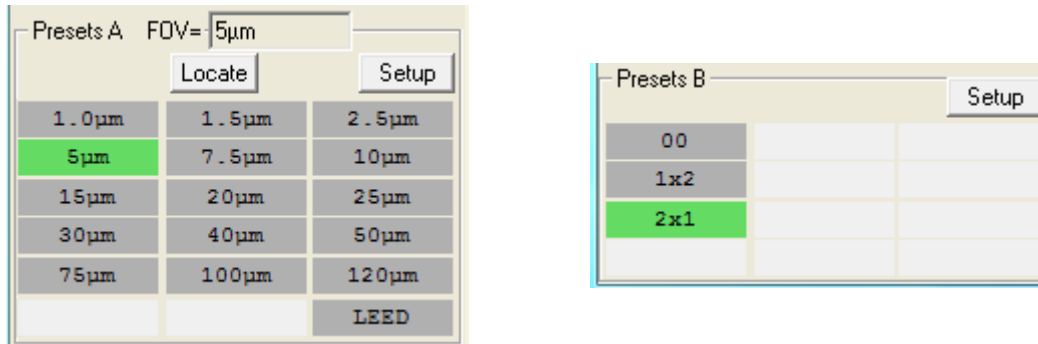 Presets A FOV= 5µm
Locate Setup
1.0µm 1.5µm 2.5µm
5µm 7.5µm 10µm
15µm 20µm 25µm
30µm 40µm 50µm
75µm 100µm 120µm
LEED
Presets B
Setup
00
1x2
2x1